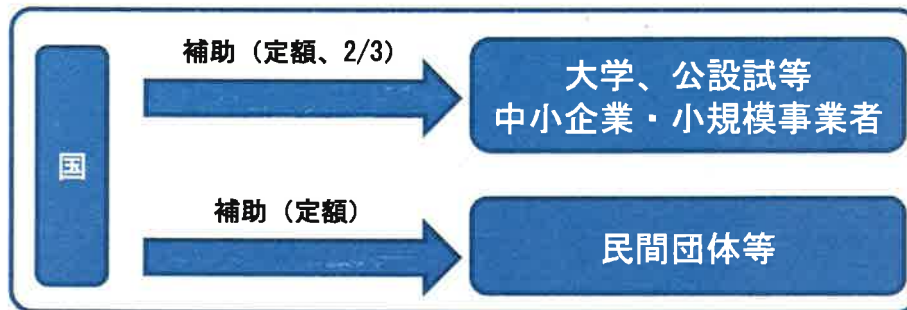 国
補助（定額、2/3）
大学、公設試等
中小企業・小規模事業者
補助（定額）
民間団体等